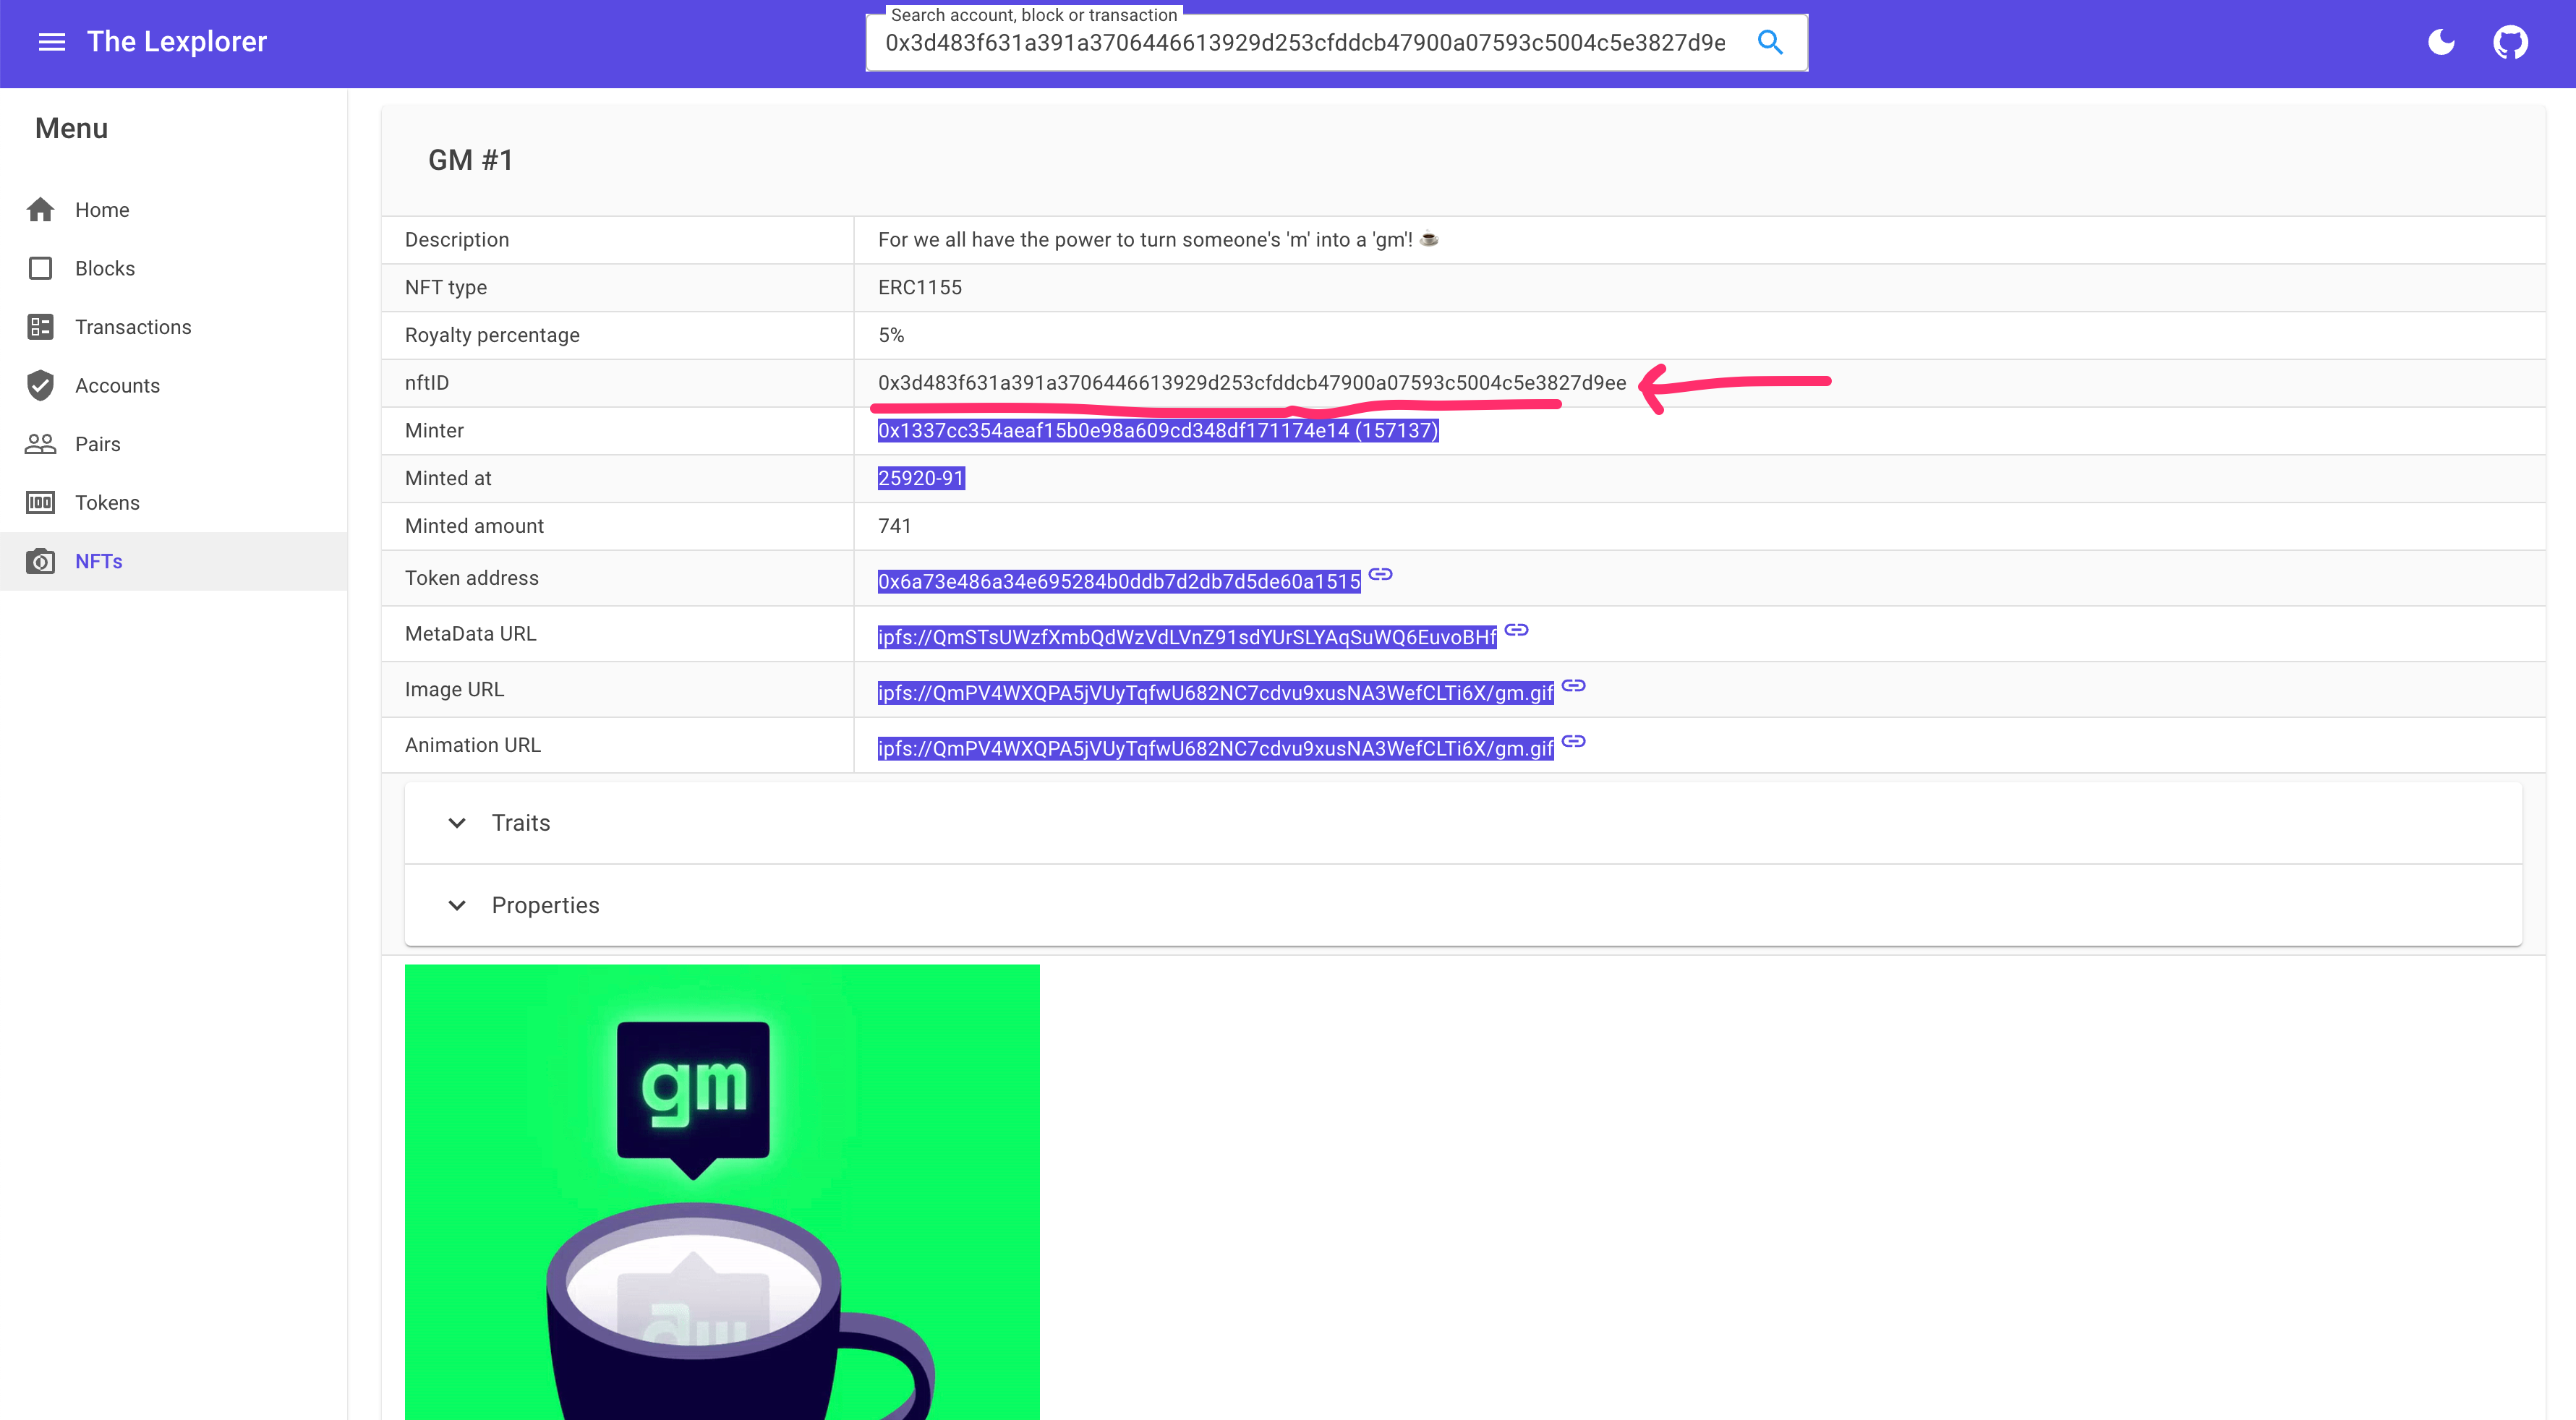 The Lexplorer
Search account, block or transaction
0x3d483f631a391a3706446613929d253cfddcb47900a07593c5004c5e3827d9e
Menu
Home
Blocks
Transactions
Accounts
Pairs
Tokens
NFTs
GM #1
Description For we all have the power to turn someone's 'm' into a 'gm'! ☕
NFT type ERC1155
Royalty percentage 5%
nftID 0x3d483f631a391a3706446613929d253cfddcb47900a07593c5004c5e3827d9ee
Minter 0x1337cc354aeaf15b0e98a609cd348df171174e14 (157137)
Minted at 25920-91
Minted amount 741
Token address 0x6a73e486a34e695284b0ddb7d2db7d5de60a1515
MetaData URL ipfs://QmSTsUWzfXmbQdWzVdLVnZ91sdYUrSLYAqSuWQ6EuvoBHf
Image URL ipfs://QmPV4WXQPA5jVUyTqfwU682NC7cdvu9xusNA3WefCLTi6X/gm.gif
Animation URL ipfs://QmPV4WXQPA5jVUyTqfwU682NC7cdvu9xusNA3WefCLTi6X/gm.gif
Traits
Properties
gm